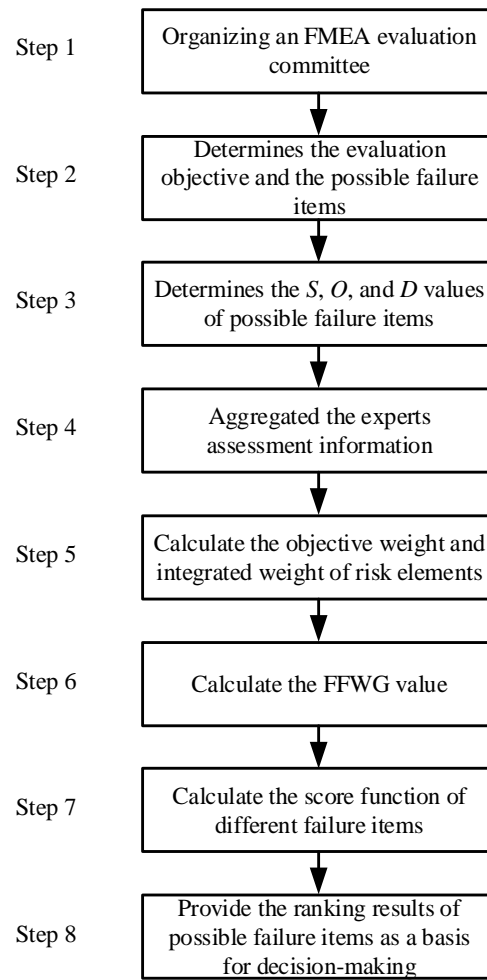 Step 1
Organizing an FMEA evaluation
committee
Step 2
Determines the evaluation
objective and the possible failure
items
Step 3
Determines the S, O, and D values
of possible failure items
Step 4
Aggregated the experts
assessment information
Step 5
Calculate the objective weight and
integrated weight of risk elements
Step 6
Calculate the FFWG value
Step 7
Calculate the score function of
different failure items
Step 8
Provide the ranking results of
possible failure items as a basis
for decision-making